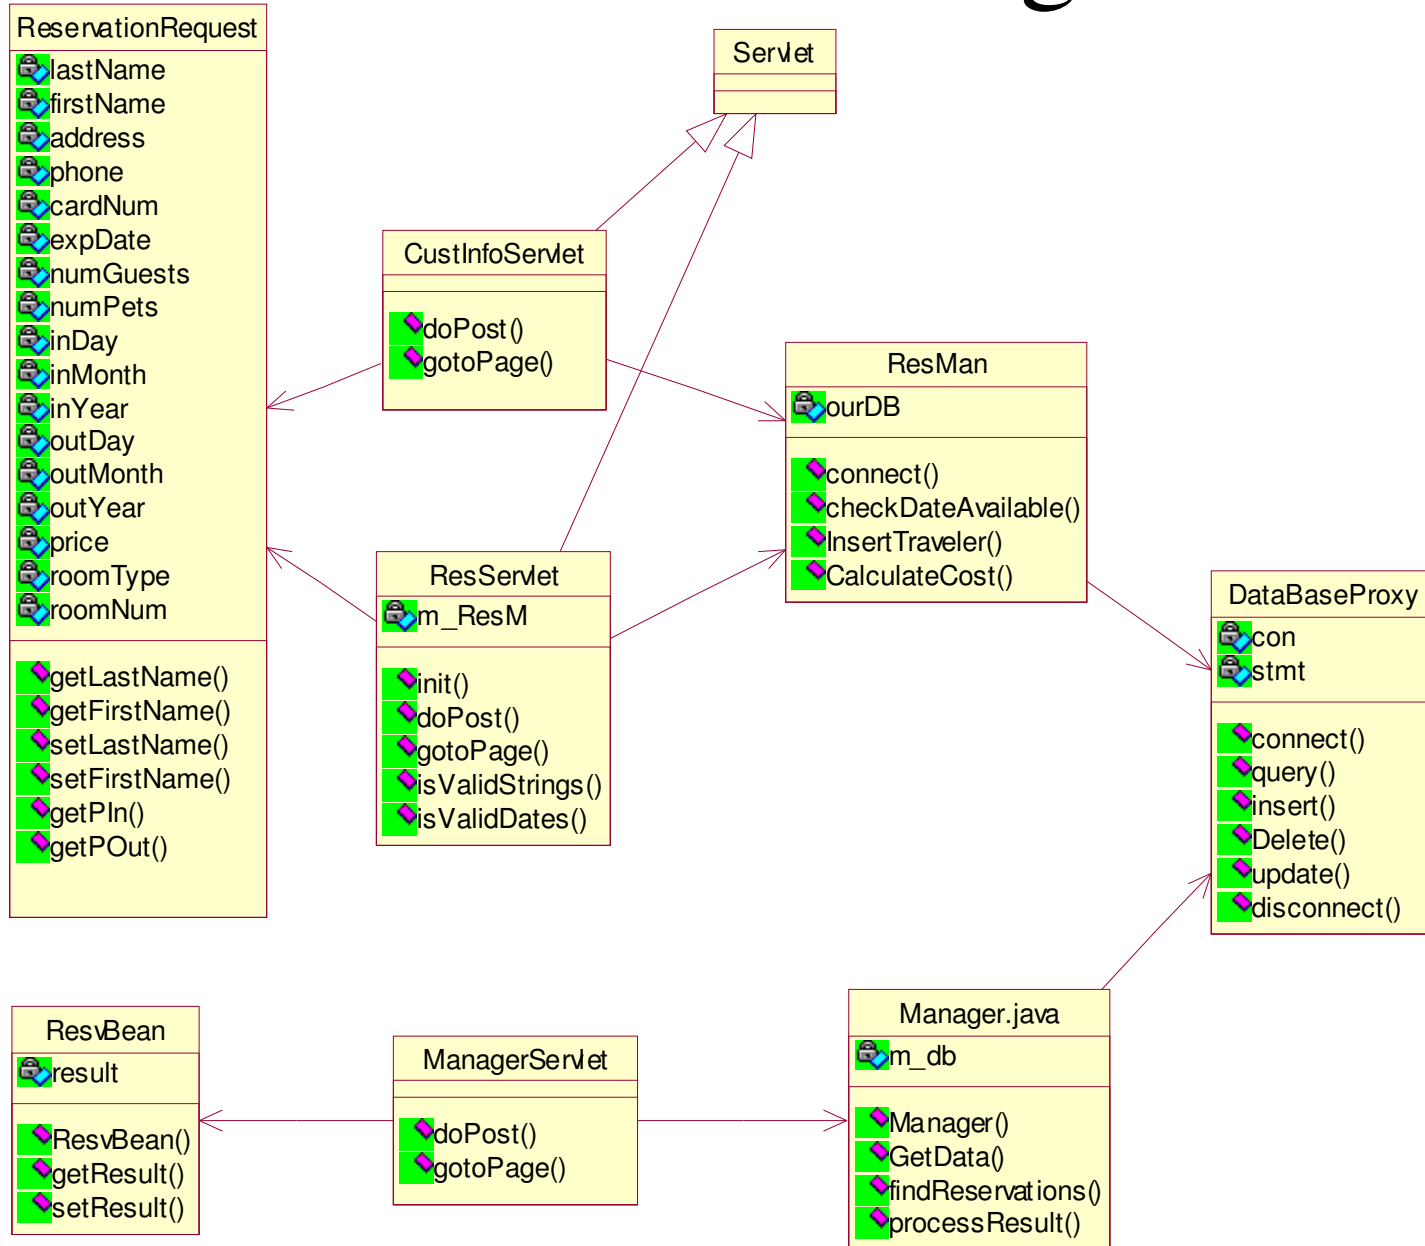 ReservationRequest
lastName
firstName
address
phone
cardNum
expDate
numGuests
numPets
inDay
inMonth
inYear
outDay
outMonth
outYear
price
roomType
roomNum
getLastName()
getFirstName()
setLastName()
setFirstName()
getPIn()
getPOut()
Servlet
CustInfoServlet
doPost()
gotoPage()
ResServlet
m_ResM
init()
doPost()
gotoPage()
isValidStrings()
isValidDates()
ResMan
ourDB
connect()
checkDateAvailable()
InsertTraveler()
CalculateCost()
DataBaseProxy
con
stmt
connect()
query()
insert()
Delete()
update()
disconnect()
ResvBean
result
ResvBean()
getResult()
setResult()
ManagerServlet
doPost()
gotoPage()
Manager.java
m_db
Manager()
GetData()
findReservations()
processResult()